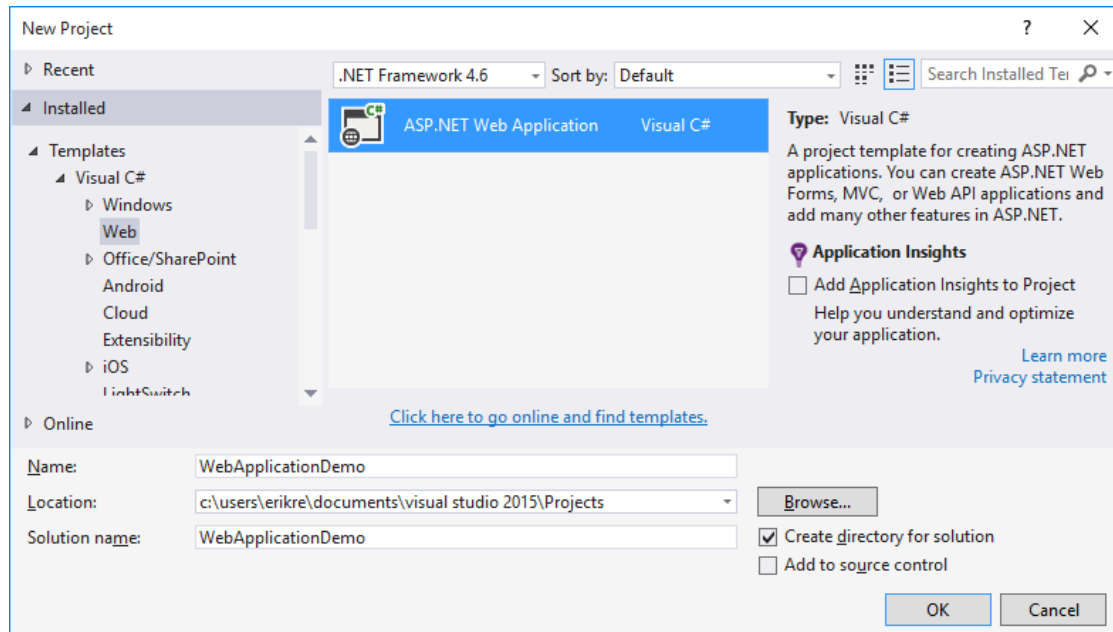 New Project
?
Recent
.NET Framework 4.6
Sort by:
Default
Search Installed Te
Installed
Templates
Visual C#
Windows
Web
Office/SharePoint
Android
Cloud
Extensibility
iOS
LightSwitch
Online
C#
ASP.NET Web Application
Visual C#
Click here to go online and find templates.
Type: Visual C#
A project template for creating ASP.NET
applications. You can create ASP.NET Web
Forms, MVC, or Web API applications and
add many other features in ASP.NET.
Application Insights
Add Application Insights to Project
Help you understand and optimize
your application.
Learn more
Privacy statement
Name:
WebApplicationDemo
Location:
c:\users\erikre\documents\visual studio 2015\Projects
Browse...
Solution name:
WebApplicationDemo
Create directory for solution
Add to source control
OK
Cancel